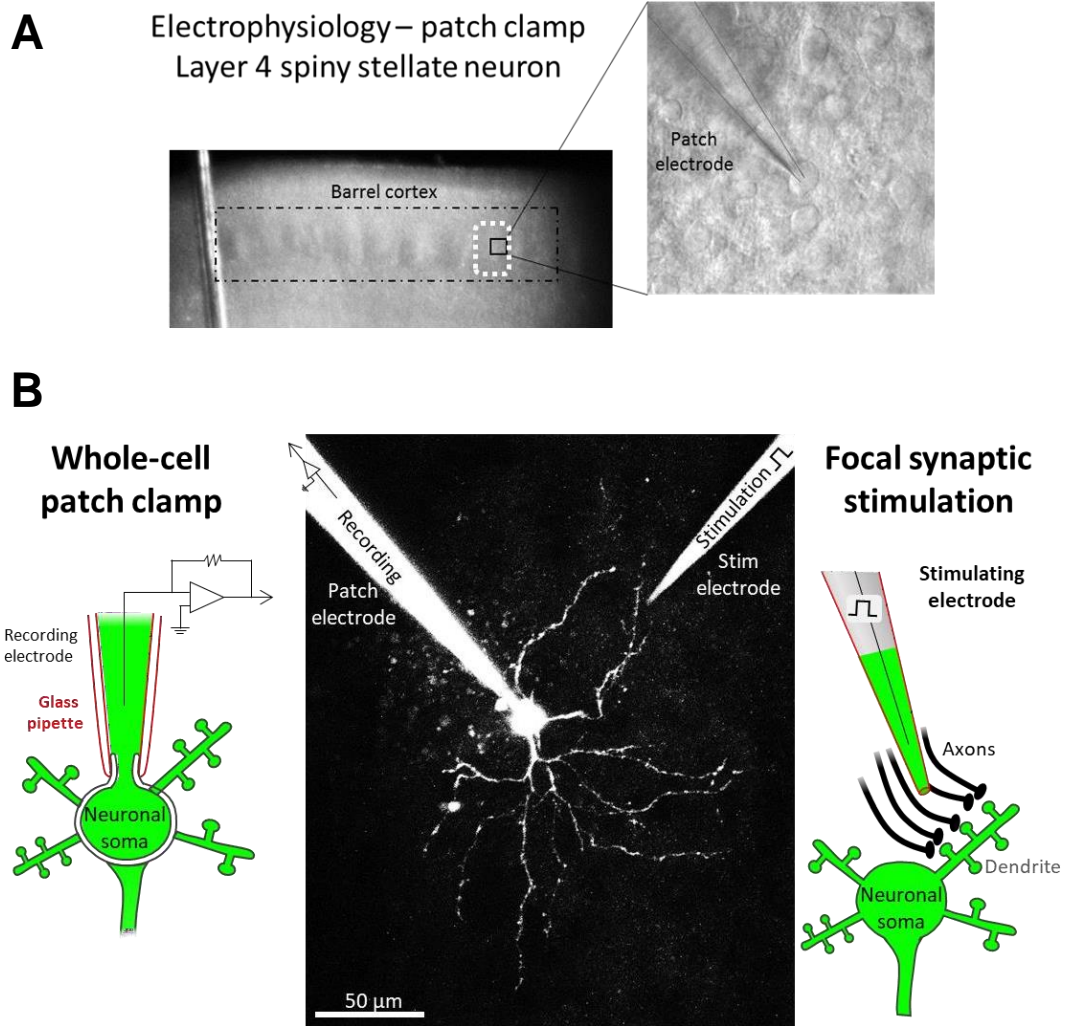 A
Electrophysiology – patch clamp
Layer 4 spiny stellate neuron
Barrel cortex
Patch
electrode
B
Whole-cell
patch clamp
Recording
electrode
Glass
pipette
Neuronal
soma
Recording
Patch
electrode
Stimulation
Stim
electrode
50 µm
Focal synaptic
stimulation
Stimulating
electrode
Axons
Dendrite
Neuronal
soma